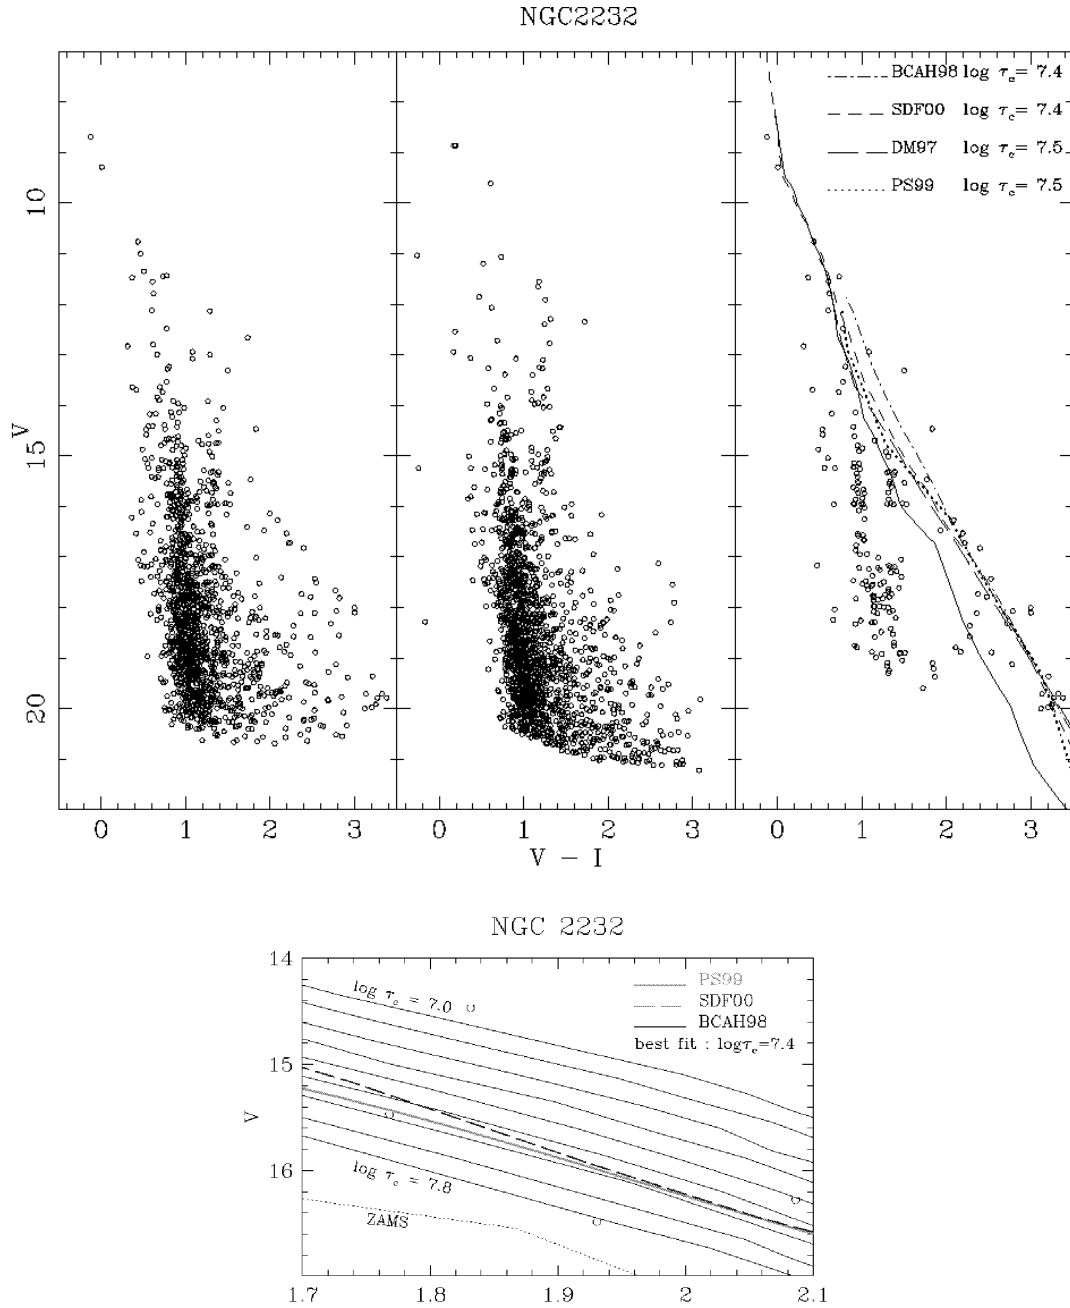 NGC2232
BCAH98 log τc= 7.4
SDF00 log τc= 7.4
DM97 log τc= 7.5
PS99 log τc= 7.5
10
15
20
V
0 1 2 3 0 1 2 3 0 1 2 3
V − I
NGC 2232
14
15
16
V
log τc = 7.0
PS99
SDF00
BCAH98
best fit : logτc=7.4
log τc = 7.8
ZAMS
1.7 1.8 1.9 2 2.1